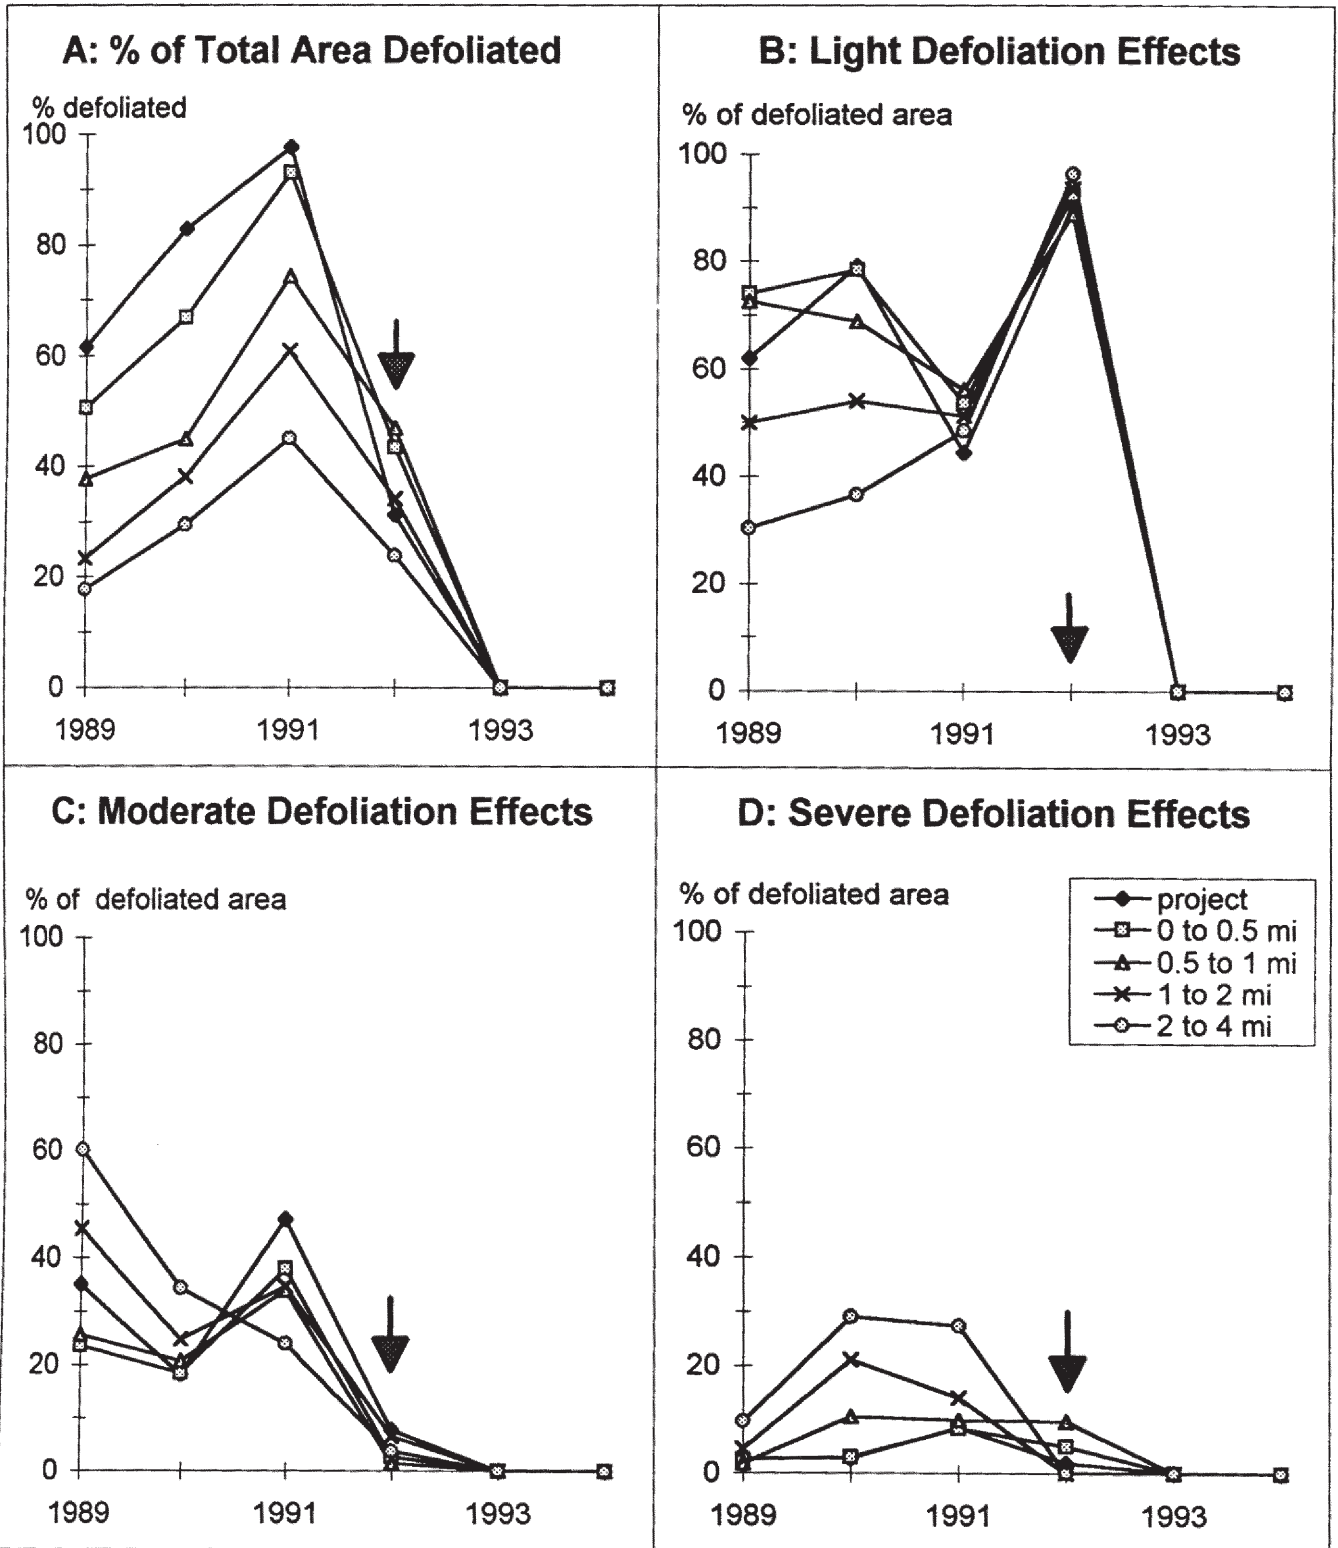 A: % of Total Area Defoliated
% defoliated
100
80
60
40
20
0
1989 1991 1993
B: Light Defoliation Effects
% of defoliated area
100
80
60
40
20
0
1989 1991 1993
C: Moderate Defoliation Effects
% of defoliated area
100
80
60
40
20
0
1989 1991 1993
D: Severe Defoliation Effects
% of defoliated area
100
80
60
40
20
0
1989 1991 1993
project
0 to 0.5 mi
0.5 to 1 mi
1 to 2 mi
2 to 4 mi